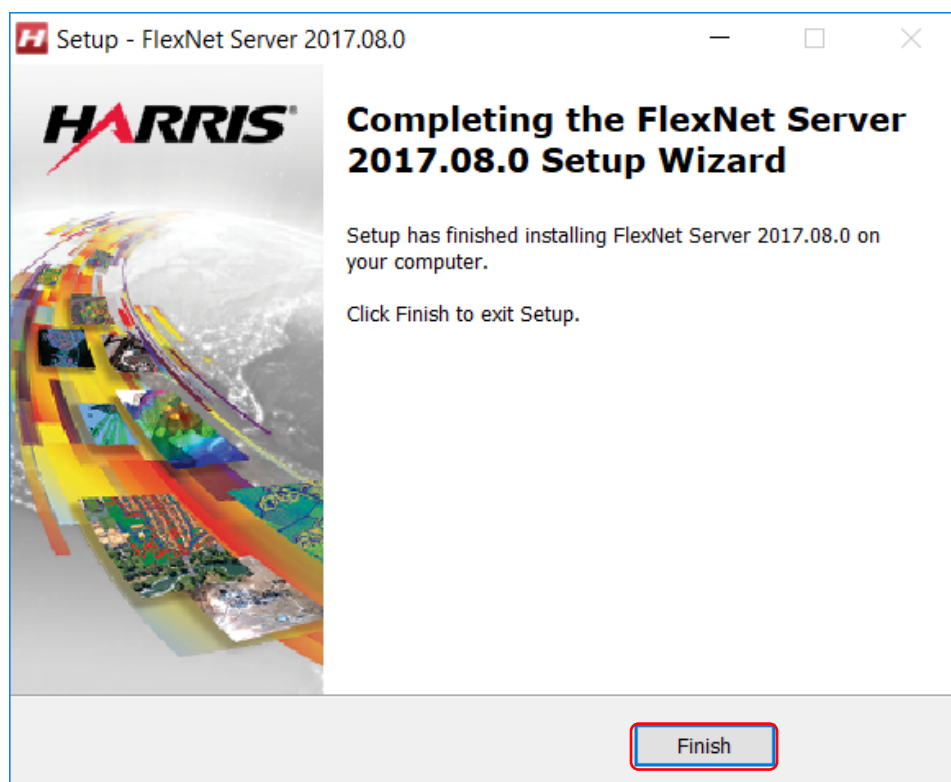 Setup - FlexNet Server 2017.08.0
HARRIS®
Completing the FlexNet Server
2017.08.0 Setup Wizard
Setup has finished installing FlexNet Server 2017.08.0 on
your computer.
Click Finish to exit Setup.
Finish